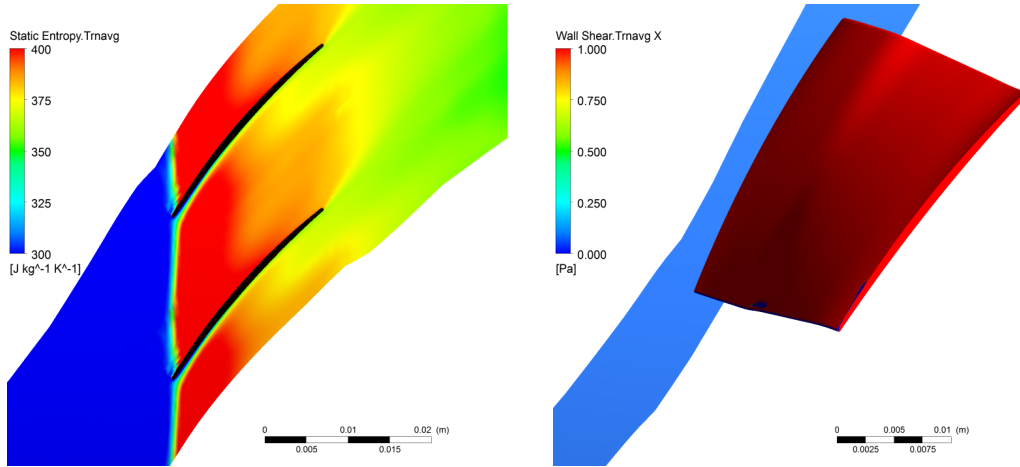 Static Entropy.Trnavg
400
375
350
325
300
[J kg^-1 K^-1]
0 0.01 0.02 (m)
0.005 0.015
Wall Shear.Trnavg X
1.000
0.750
0.500
0.250
0.000
[Pa]
0 0.005 0.01 (m)
0.0025 0.0075